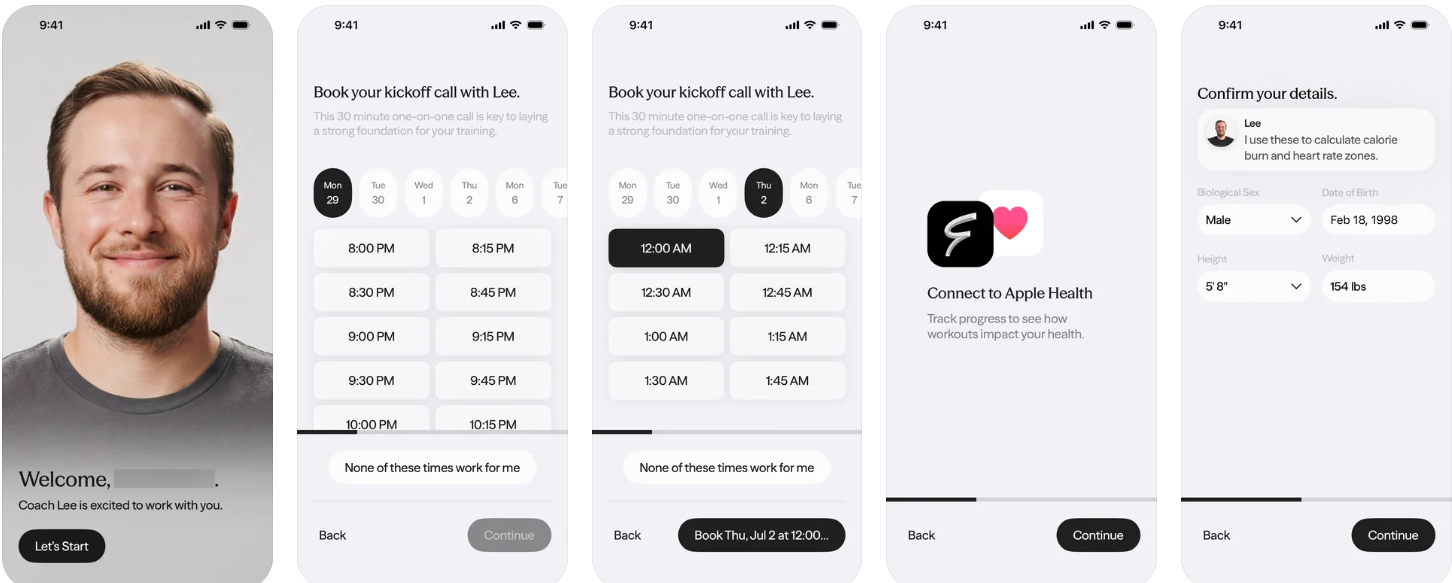 9:41
Welcome, .
Coach Lee is excited to work with you.
Let's Start
9:41
Book your kickoff call with Lee.
This 30 minute one-on-one call is key to laying
a strong foundation for your training.
Mon Tue Wed Thu Mon Tue
29 30 1 2 6 7
8:00 PM 8:15 PM
8:30 PM 8:45 PM
9:00 PM 9:15 PM
9:30 PM 9:45 PM
10:00 PM 10:15 PM
None of these times work for me
Back Continue
9:41
Book your kickoff call with Lee.
This 30 minute one-on-one call is key to laying
a strong foundation for your training.
Mon Tue Wed Thu Mon Tue
29 30 1 2 6 7
12:00 AM 12:15 AM
12:30 AM 12:45 AM
1:00 AM 1:15 AM
1:30 AM 1:45 AM
None of these times work for me
Back Book Thu, Jul 2 at 12:00...
9:41
Connect to Apple Health
Track progress to see how
workouts impact your health.
Back Continue
9:41
Confirm your details.
Lee
I use these to calculate calorie
burn and heart rate zones.
Biological Sex Date of Birth
Male Feb 18, 1998
Height Weight
5' 8" 154 lbs
Back Continue